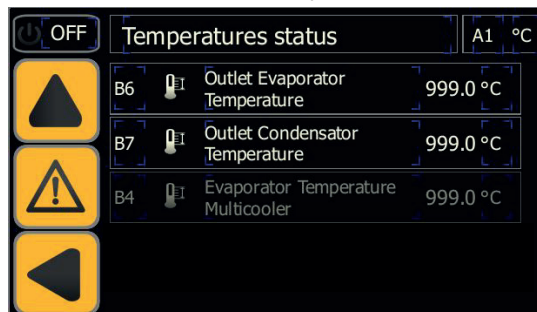 OFF Temperatures status A1 °C
B6 Outlet Evaporator Temperature 999.0 °C
B7 Outlet Condensator Temperature 999.0 °C
B4 Evaporator Temperature Multicooler 999.0 °C